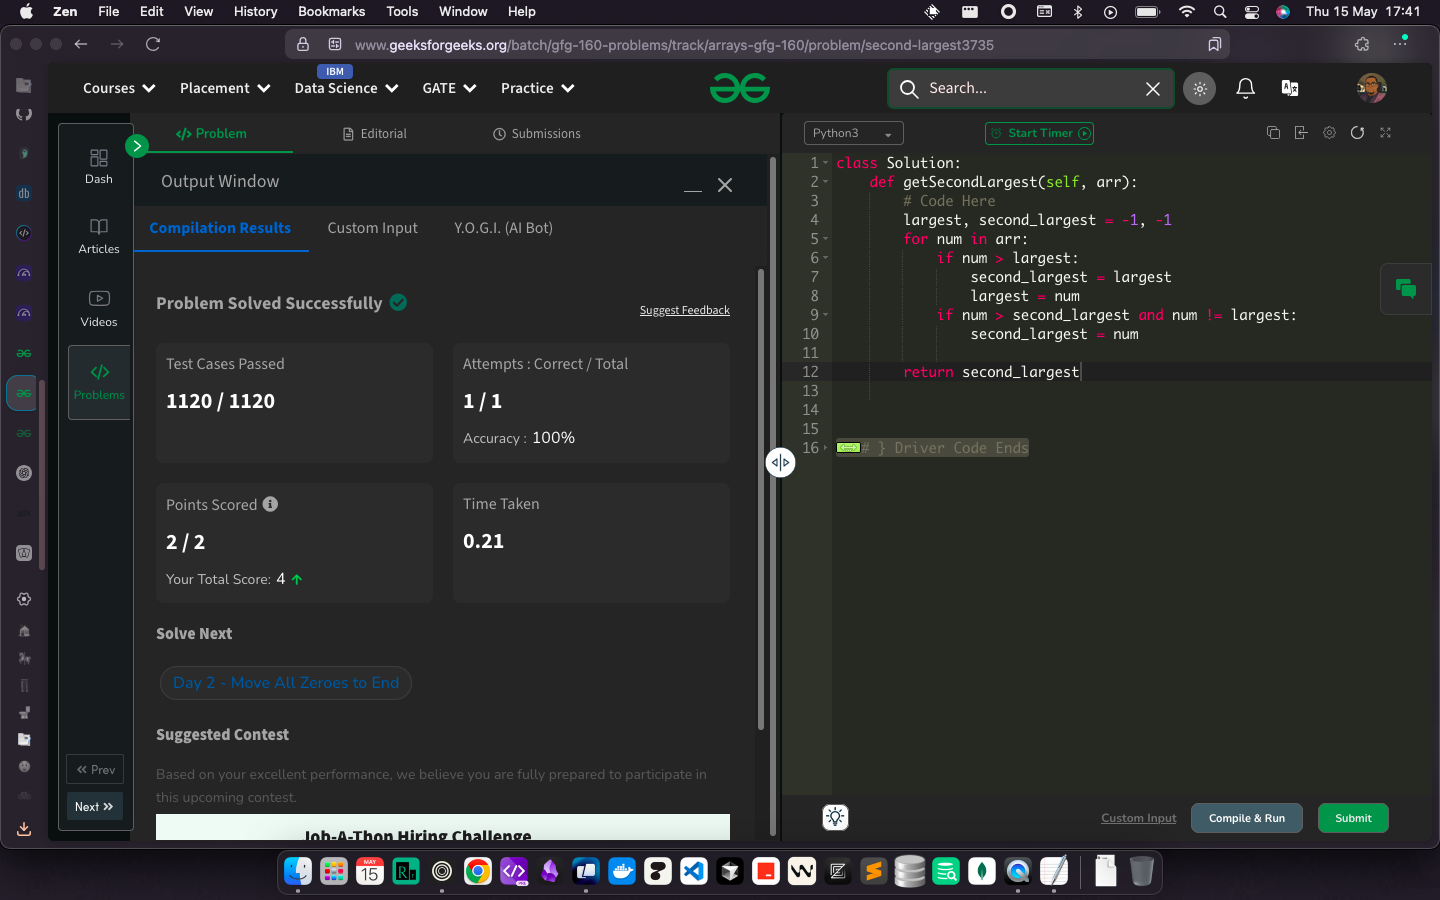 Zen File Edit View History Bookmarks Tools Window Help Thu 15 May 17:41
www.geeksforgeeks.org/batch/gfg-160-problems/track/arrays-gfg-160/problem/second-largest3735
IBM
Courses Placement Data Science GATE Practice Search...
Dash
Articles
Videos
Problems
Prev
Next
Problem Editorial Submissions
Output Window
Compilation Results Custom Input Y.O.G.I. (AI Bot)
Problem Solved Successfully
Suggest Feedback
Test Cases Passed
1120 / 1120
Attempts : Correct / Total
1 / 1
Accuracy : 100%
Points Scored
2 / 2
Your Total Score: 4
Time Taken
0.21
Solve Next
Day 2 - Move All Zeroes to End
Suggested Contest
Based on your excellent performance, we believe you are fully prepared to participate in
this upcoming contest.
Job-A-Thon Hiring Challenge
Python3 Start Timer
1 class Solution:
2 def getSecondLargest(self, arr):
3 # Code Here
4 largest, second_largest = -1, -1
5 for num in arr:
6 if num > largest:
7 second_largest = largest
8 largest = num
9 if num > second_largest and num != largest:
10 second_largest = num
11
12 return second_largest
13
14
15
16 # } Driver Code Ends
Custom Input Compile & Run Submit
db
MAY
15